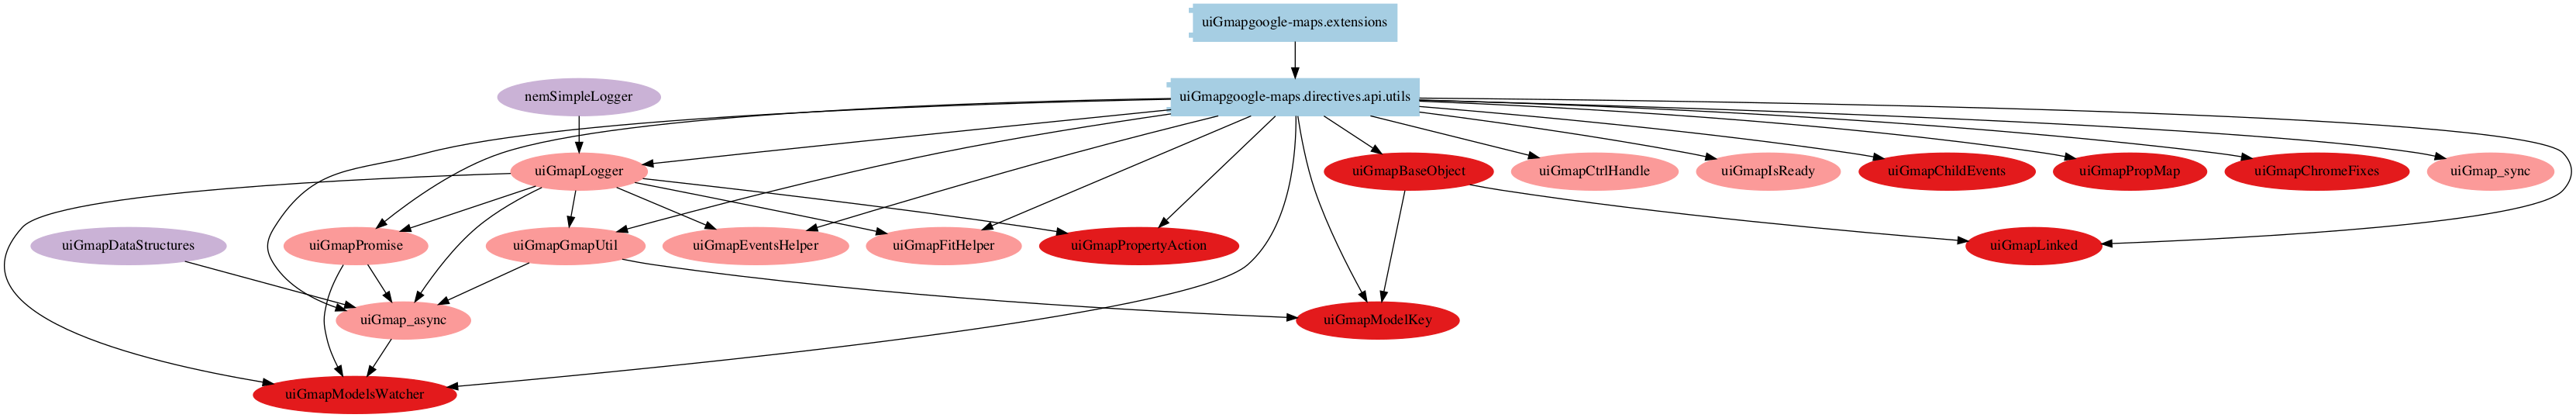 uiGmapgoogle-maps.extensions
nemSimpleLogger
uiGmapgoogle-maps.directives.api.utils
uiGmapLogger
uiGmapBaseObject
uiGmapCtrlHandle
uiGmapIsReady
uiGmapChildEvents
uiGmapPropMap
uiGmapChromeFixes
uiGmap_sync
uiGmapDataStructures
uiGmapPromise
uiGmapGmapUtil
uiGmapEventsHelper
uiGmapFitHelper
uiGmapPropertyAction
uiGmapLinked
uiGmap_async
uiGmapModelKey
uiGmapModelsWatcher